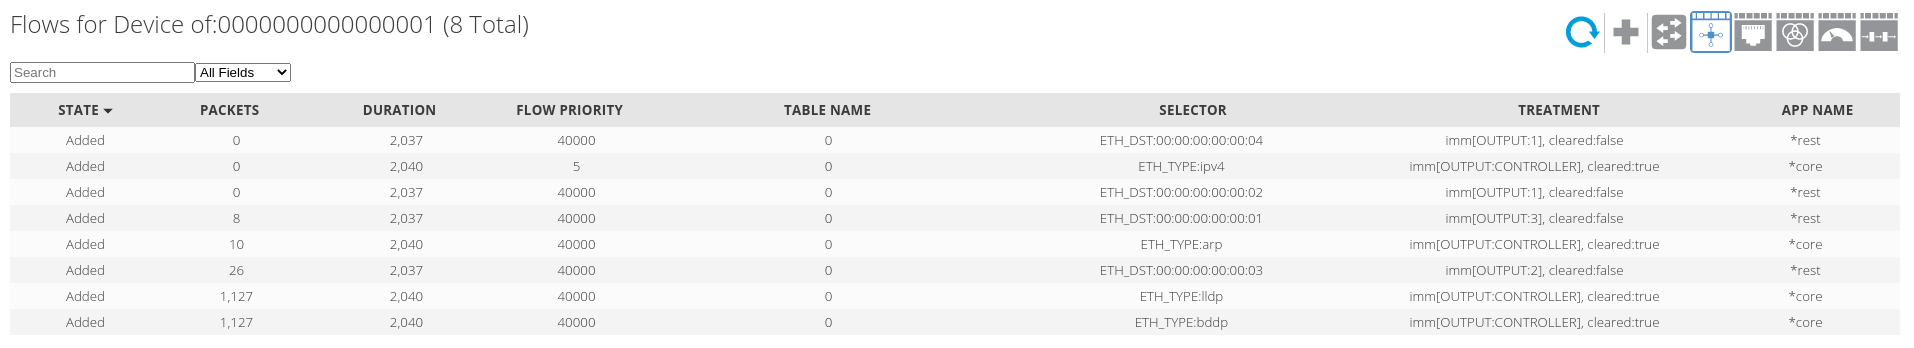 Flows for Device of:0000000000000001 (8 Total)
Search All Fields
STATE PACKETS DURATION FLOW PRIORITY TABLE NAME SELECTOR TREATMENT APP NAME
Added 0 2,037 40000 0 ETH_DST:00:00:00:00:00:04 imm[OUTPUT:1], cleared:false *rest
Added 0 2,040 5 0 ETH_TYPE:ipv4 imm[OUTPUT:CONTROLLER], cleared:true *core
Added 0 2,037 40000 0 ETH_DST:00:00:00:00:00:02 imm[OUTPUT:1], cleared:false *rest
Added 8 2,037 40000 0 ETH_DST:00:00:00:00:00:01 imm[OUTPUT:3], cleared:false *rest
Added 10 2,040 40000 0 ETH_TYPE:arp imm[OUTPUT:CONTROLLER], cleared:true *core
Added 26 2,037 40000 0 ETH_DST:00:00:00:00:00:03 imm[OUTPUT:2], cleared:false *rest
Added 1,127 2,040 40000 0 ETH_TYPE:lldp imm[OUTPUT:CONTROLLER], cleared:true *core
Added 1,127 2,040 40000 0 ETH_TYPE:bddp imm[OUTPUT:CONTROLLER], cleared:true *core